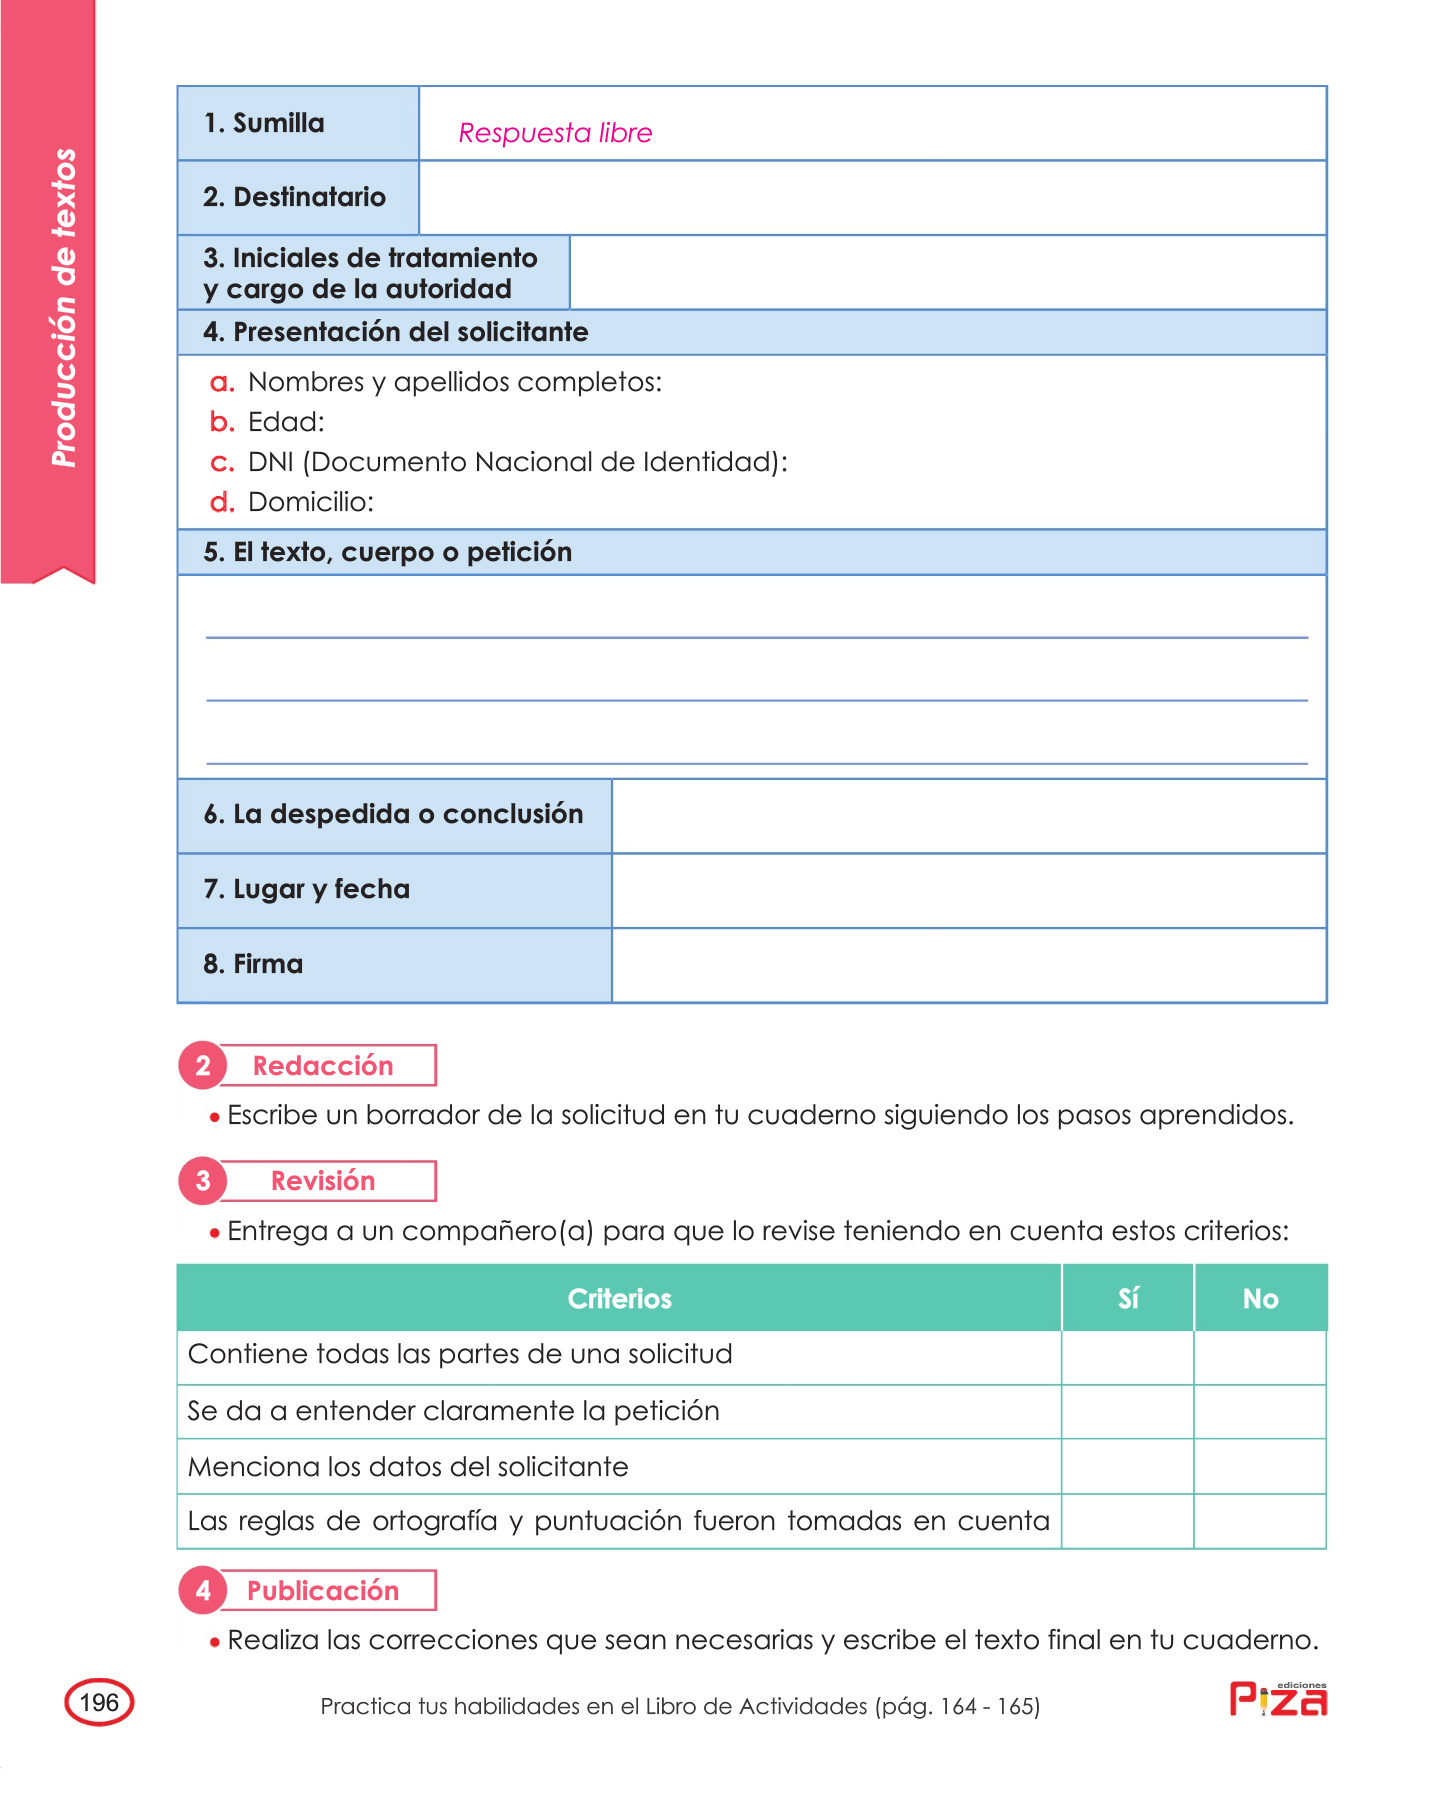 Producción de textos
1. Sumilla
Respuesta libre
2. Destinatario
3. Iniciales de tratamiento
y cargo de la autoridad
4. Presentación del solicitante
a. Nombres y apellidos completos:
b. Edad:
c. DNI (Documento Nacional de Identidad):
d. Domicilio:
5. El texto, cuerpo o petición
6. La despedida o conclusión
7. Lugar y fecha
8. Firma
2 Redacción
• Escribe un borrador de la solicitud en tu cuaderno siguiendo los pasos aprendidos.
3 Revisión
• Entrega a un compañero(a) para que lo revise teniendo en cuenta estos criterios:
Criterios Sí No
Contiene todas las partes de una solicitud
Se da a entender claramente la petición
Menciona los datos del solicitante
Las reglas de ortografía y puntuación fueron tomadas en cuenta
4 Publicación
• Realiza las correcciones que sean necesarias y escribe el texto final en tu cuaderno.
196
Practica tus habilidades en el Libro de Actividades (pág. 164 - 165)
ediciones
Piza